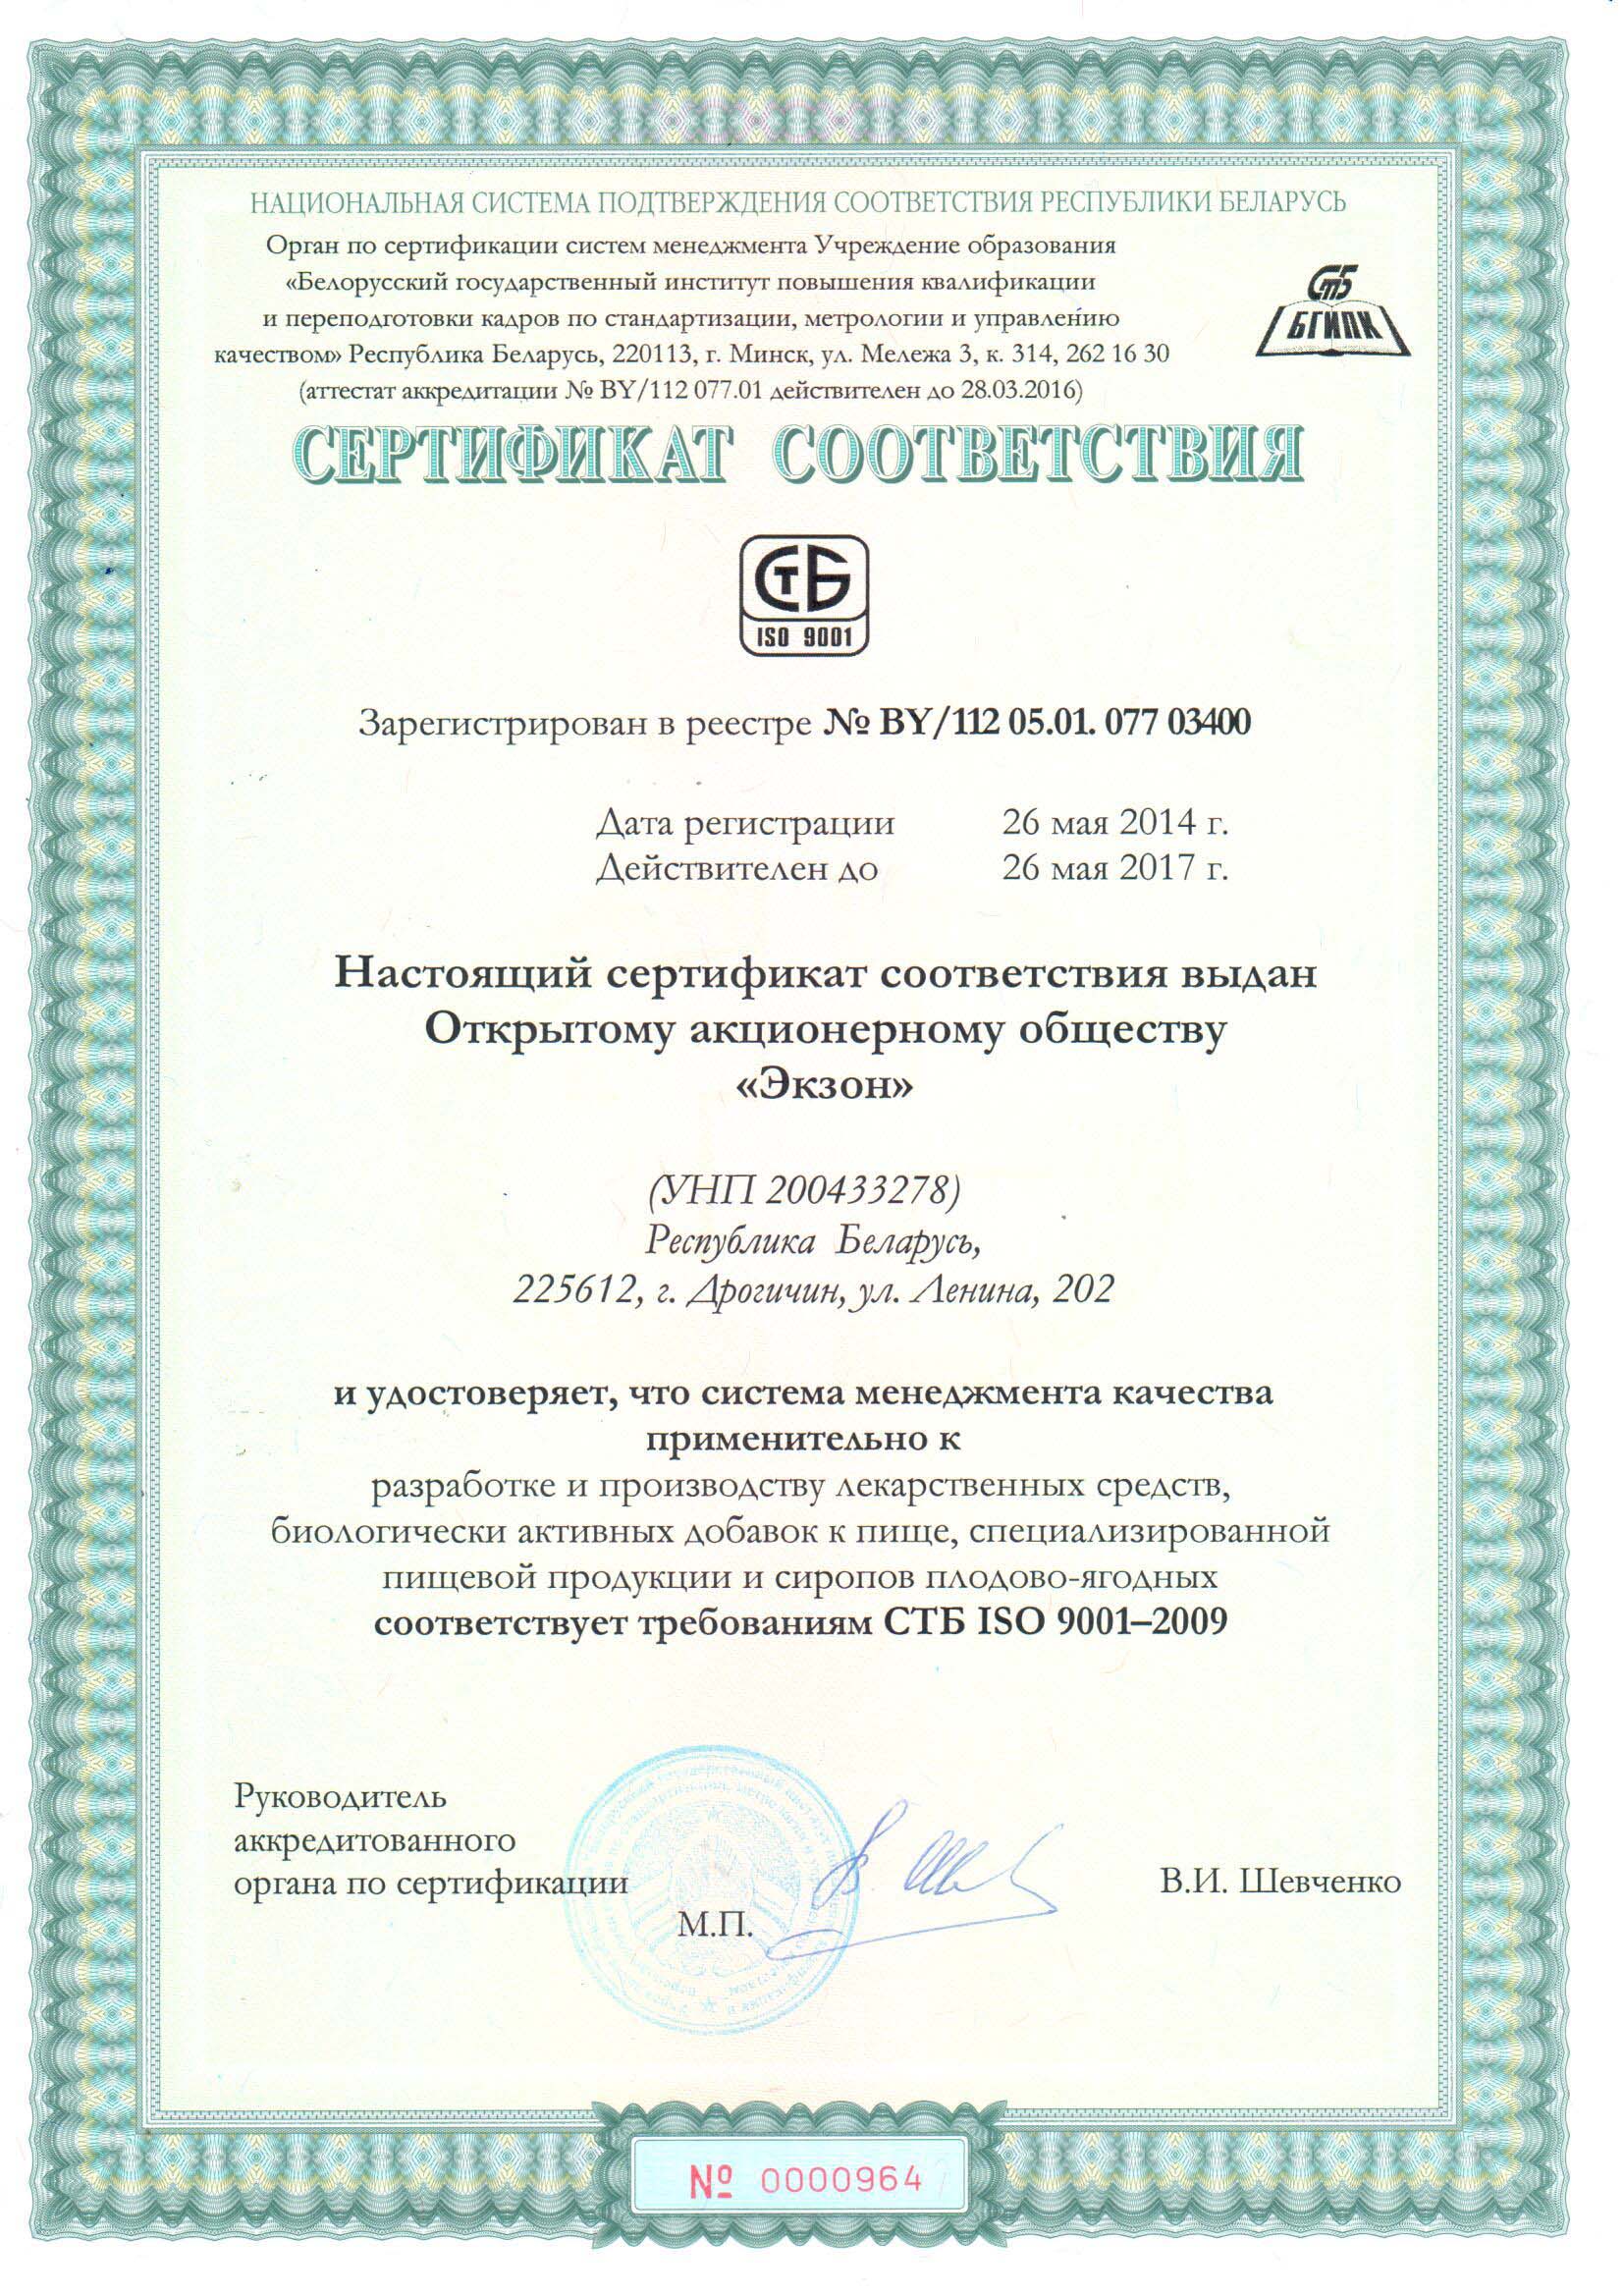 НАЦИОНАЛЬНАЯ СИСТЕМА ПОДТВЕРЖДЕНИЯ СООТВЕТСТВИЯ РЕСПУБЛИКИ БЕЛАРУСЬ
Орган по сертификации систем менеджмента Учреждение образования
«Белорусский государственный институт повышения квалификации
и переподготовки кадров по стандартизации, метрологии и управлению
качеством» Республика Беларусь, 220113, г. Минск, ул. Мележа 3, к. 314, 262 16 30
(аттестат аккредитации № BY/112 077.01 действителен до 28.03.2016)
СТБ
БГИПК
СЕРТИФИКАТ СООТВЕТСТВИЯ
СТБ
ISO 9001
Зарегистрирован в реестре № BY/112 05.01. 077 03400
Дата регистрации 26 мая 2014 г.
Действителен до 26 мая 2017 г.
Настоящий сертификат соответствия выдан
Открытому акционерному обществу
«Экзон»
(УНП 200433278)
Республика Беларусь,
225612, г. Дрогичин, ул. Ленина, 202
и удостоверяет, что система менеджмента качества
применительно к
разработке и производству лекарственных средств,
биологически активных добавок к пище, специализированной
пищевой продукции и сиропов плодово-ягодных
соответствует требованиям СТБ ISO 9001–2009
Руководитель
аккредитованного
органа по сертификации
В.И. Шевченко
М.П.
№ 0000964